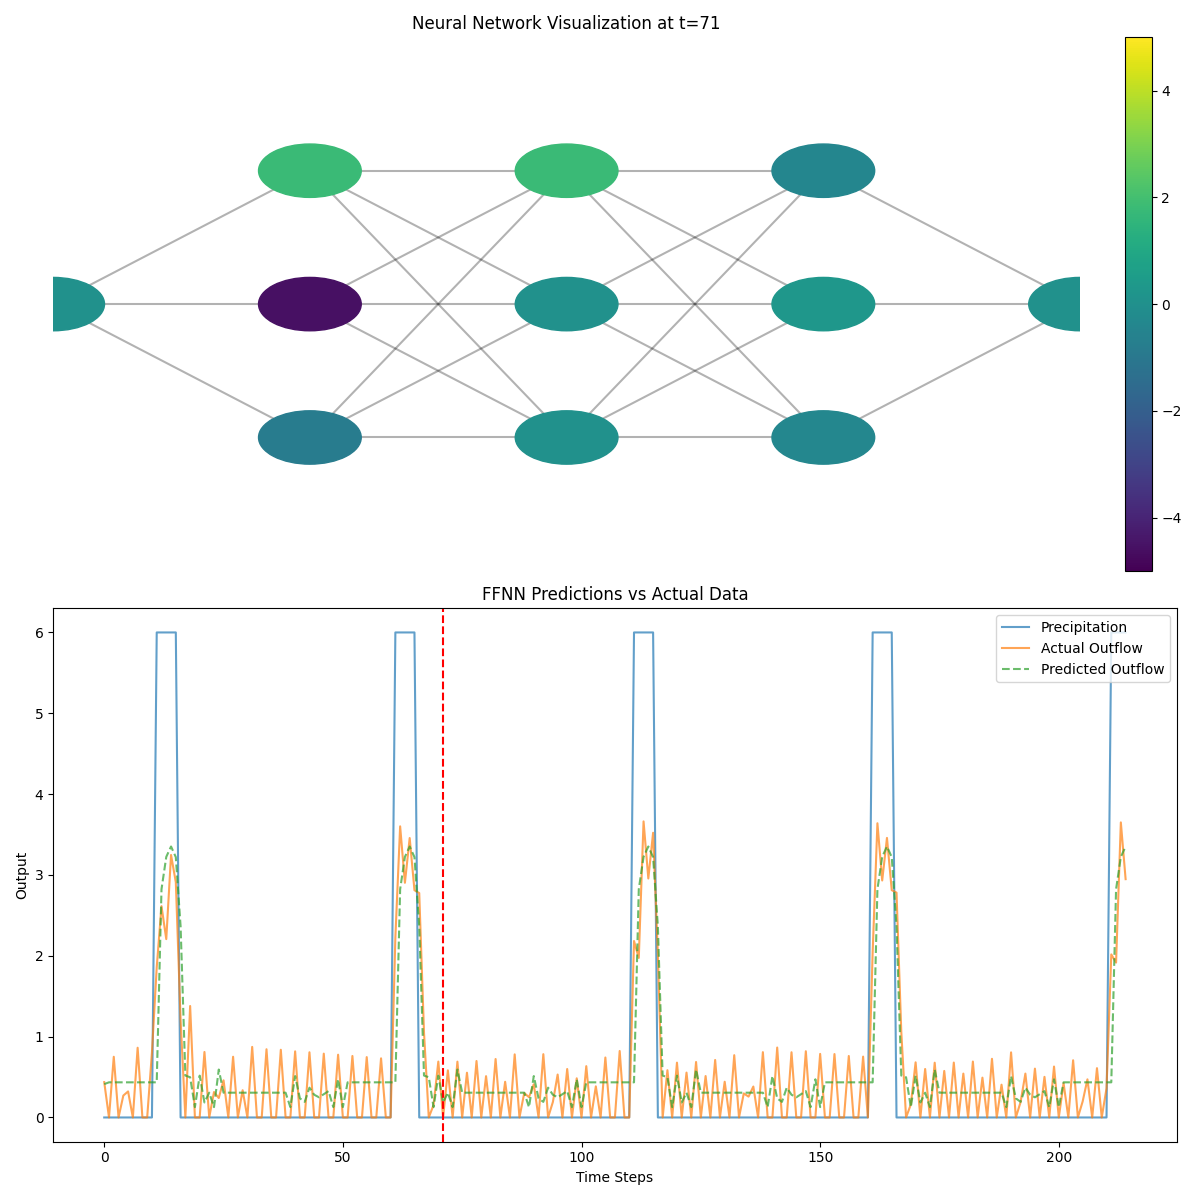 Neural Network Visualization at t=71
4
2
0
−2
−4
FFNN Predictions vs Actual Data
Precipitation
Actual Outflow
Predicted Outflow
6
5
4
3
2
1
0
Output
0 50 100 150 200
Time Steps